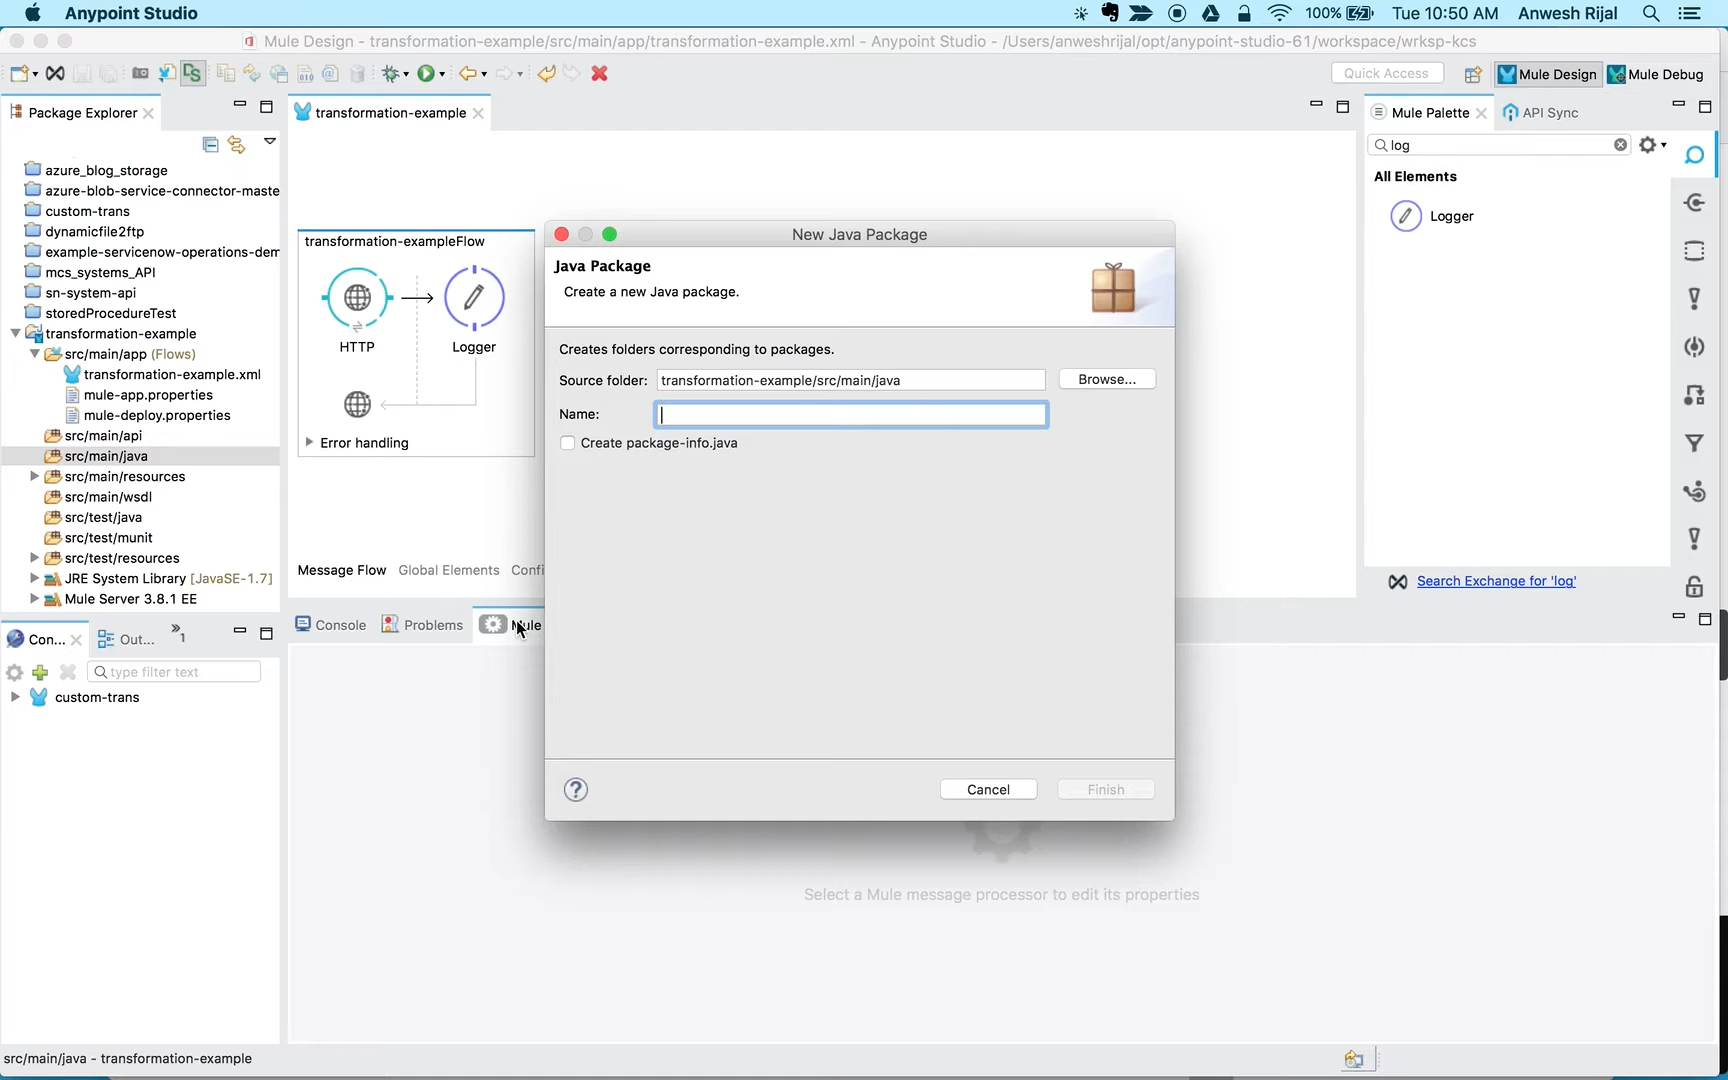 Anypoint Studio
100%
Tue 10:50 AM
Anwesh Rijal
Mule Design - transformation-example/src/main/app/transformation-example.xml - Anypoint Studio - /Users/anweshrijal/opt/anypoint-studio-61/workspace/wrksp-kcs
Quick Access
Mule Design
Mule Debug
Package Explorer
azure_blog_storage
azure-blob-service-connector-maste
custom-trans
dynamicfile2ftp
example-servicenow-operations-dem
mcs_systems_API
sn-system-api
storedProcedureTest
transformation-example
src/main/app (Flows)
transformation-example.xml
mule-app.properties
mule-deploy.properties
src/main/api
src/main/java
src/main/resources
src/main/wsdl
src/test/java
src/test/munit
src/test/resources
JRE System Library [JavaSE-1.7]
Mule Server 3.8.1 EE
transformation-example
transformation-exampleFlow
HTTP
Logger
Error handling
Message Flow
Global Elements
Confi
New Java Package
Java Package
Create a new Java package.
Creates folders corresponding to packages.
Source folder:
transformation-example/src/main/java
Browse...
Name:
Create package-info.java
?
Cancel
Finish
Mule Palette
API Sync
log
All Elements
Logger
Search Exchange for 'log'
Con...
Out...
1
type filter text
custom-trans
Console
Problems
Mule
Select a Mule message processor to edit its properties
src/main/java - transformation-example